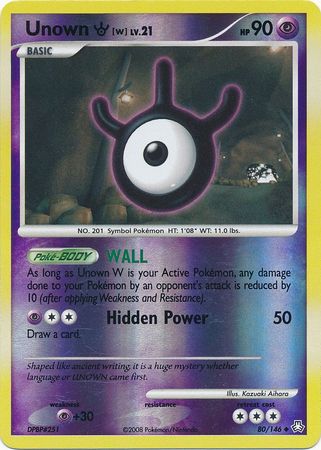 Unown [W] LV.21 HP 90
BASIC
NO. 201 Symbol Pokémon HT: 1'08" WT: 11.0 lbs.
Poké-BODY WALL
As long as Unown W is your Active Pokémon, any damage
done to your Pokémon by an opponent's attack is reduced by
10 (after applying Weakness and Resistance).
Hidden Power 50
Draw a card.
Shaped like ancient writing, it is a huge mystery whether
language or UNOWN came first.
Illus. Kazuaki Aihara
weakness resistance retreat cost
+30
DPBP#251 ©2008 Pokémon/Nintendo 80/146